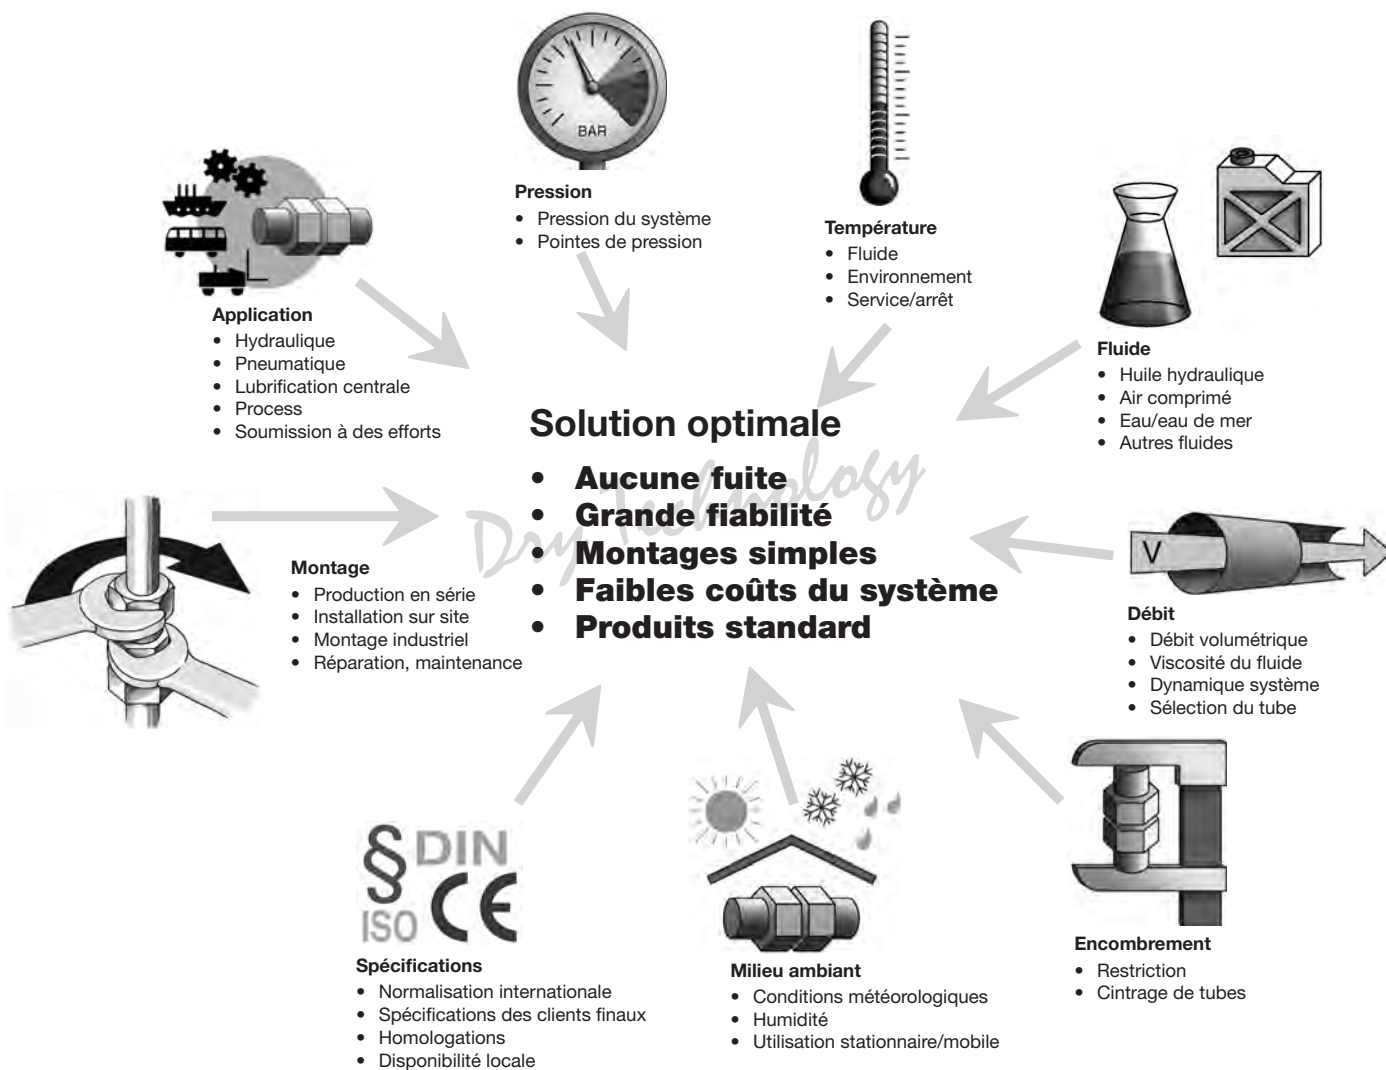 BAR
Pression
• Pression du système
• Pointes de pression
Température
• Fluide
• Environnement
• Service/arrêt
Application
• Hydraulique
• Pneumatique
• Lubrification centrale
• Process
• Soumission à des efforts
Fluide
• Huile hydraulique
• Air comprimé
• Eau/eau de mer
• Autres fluides
Solution optimale
• Aucune fuite
• Grande fiabilité
• Montages simples
• Faibles coûts du système
• Produits standard
Dry Technology
Montage
• Production en série
• Installation sur site
• Montage industriel
• Réparation, maintenance
V
Débit
• Débit volumétrique
• Viscosité du fluide
• Dynamique système
• Sélection du tube
§ DIN
ISO CE
Spécifications
• Normalisation internationale
• Spécifications des clients finaux
• Homologations
• Disponibilité locale
Milieu ambiant
• Conditions météorologiques
• Humidité
• Utilisation stationnaire/mobile
Encombrement
• Restriction
• Cintrage de tubes